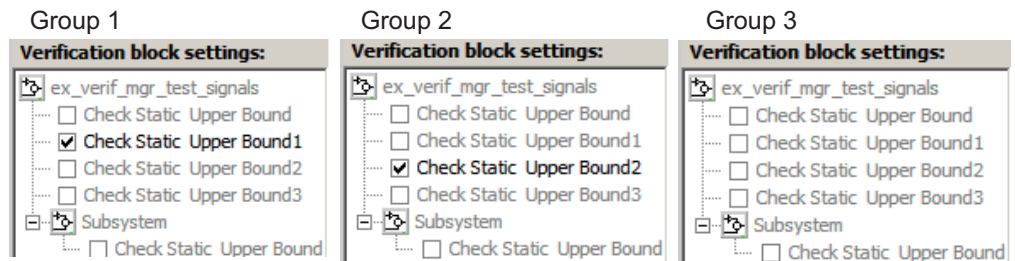 Group 1
Verification block settings:
ex_verif_mgr_test_signals
Check Static Upper Bound
Check Static Upper Bound1
Check Static Upper Bound2
Check Static Upper Bound3
Subsystem
Check Static Upper Bound
Group 2
Verification block settings:
ex_verif_mgr_test_signals
Check Static Upper Bound
Check Static Upper Bound1
Check Static Upper Bound2
Check Static Upper Bound3
Subsystem
Check Static Upper Bound
Group 3
Verification block settings:
ex_verif_mgr_test_signals
Check Static Upper Bound
Check Static Upper Bound1
Check Static Upper Bound2
Check Static Upper Bound3
Subsystem
Check Static Upper Bound